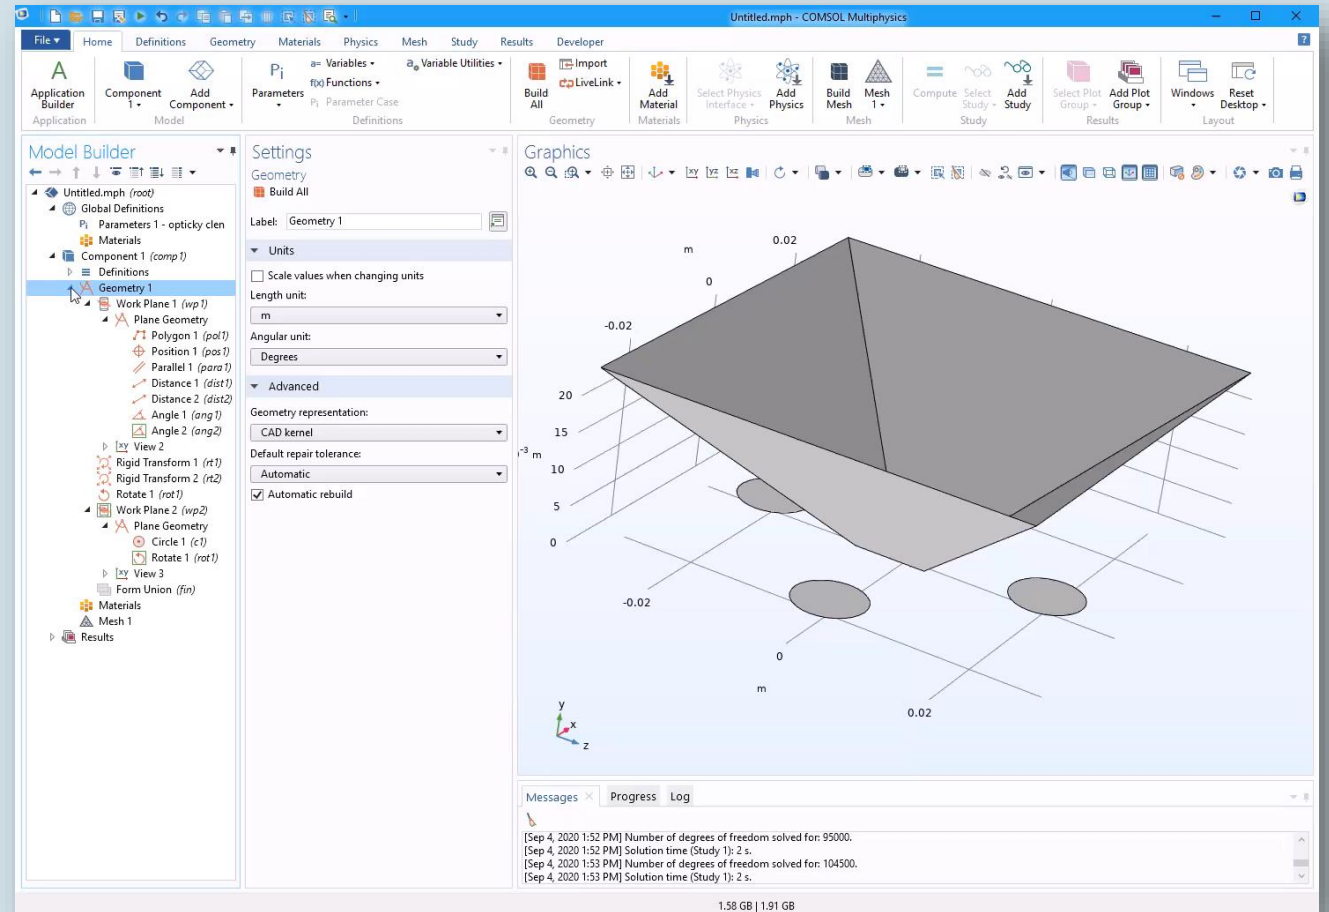 Untitled.mph - COMSOL Multiphysics
File Home Definitions Geometry Materials Physics Mesh Study Results Developer
Application Builder
Component 1
Add Component
Pi Parameters
a= Variables
f(x) Functions
Pi Parameter Case
a Variable Utilities
Build All
Import
LiveLink
Add Material
Select Physics Interface
Add Physics
Build Mesh
Mesh 1
Compute
Select Study
Add Study
Select Plot Group
Add Plot Group
Windows
Reset Desktop
Application Model Definitions Geometry Materials Physics Mesh Study Results Layout
Model Builder
Untitled.mph (root)
Global Definitions
Pi Parameters 1 - opticky clen
Materials
Component 1 (comp1)
Definitions
Geometry 1
Work Plane 1 (wp1)
Plane Geometry
Polygon 1 (pol1)
Position 1 (pos1)
Parallel 1 (para1)
Distance 1 (dist1)
Distance 2 (dist2)
Angle 1 (ang1)
Angle 2 (ang2)
View 2
Rigid Transform 1 (rt1)
Rigid Transform 2 (rt2)
Rotate 1 (rot1)
Work Plane 2 (wp2)
Plane Geometry
Circle 1 (c1)
Rotate 1 (rot1)
View 3
Form Union (fin)
Materials
Mesh 1
Results
Settings
Geometry
Build All
Label: Geometry 1
Units
Scale values when changing units
Length unit:
m
Angular unit:
Degrees
Advanced
Geometry representation:
CAD kernel
Default repair tolerance:
Automatic
Automatic rebuild
Graphics
xy yz xz
0.02
m
0
-0.02
20
15
-3 m
10
5
0
-0.02
0
m
0.02
y
x
z
Messages Progress Log
[Sep 4, 2020 1:52 PM] Number of degrees of freedom solved for: 95000.
[Sep 4, 2020 1:52 PM] Solution time (Study 1): 2 s.
[Sep 4, 2020 1:53 PM] Number of degrees of freedom solved for: 104500.
[Sep 4, 2020 1:53 PM] Solution time (Study 1): 2 s.
1.58 GB | 1.91 GB